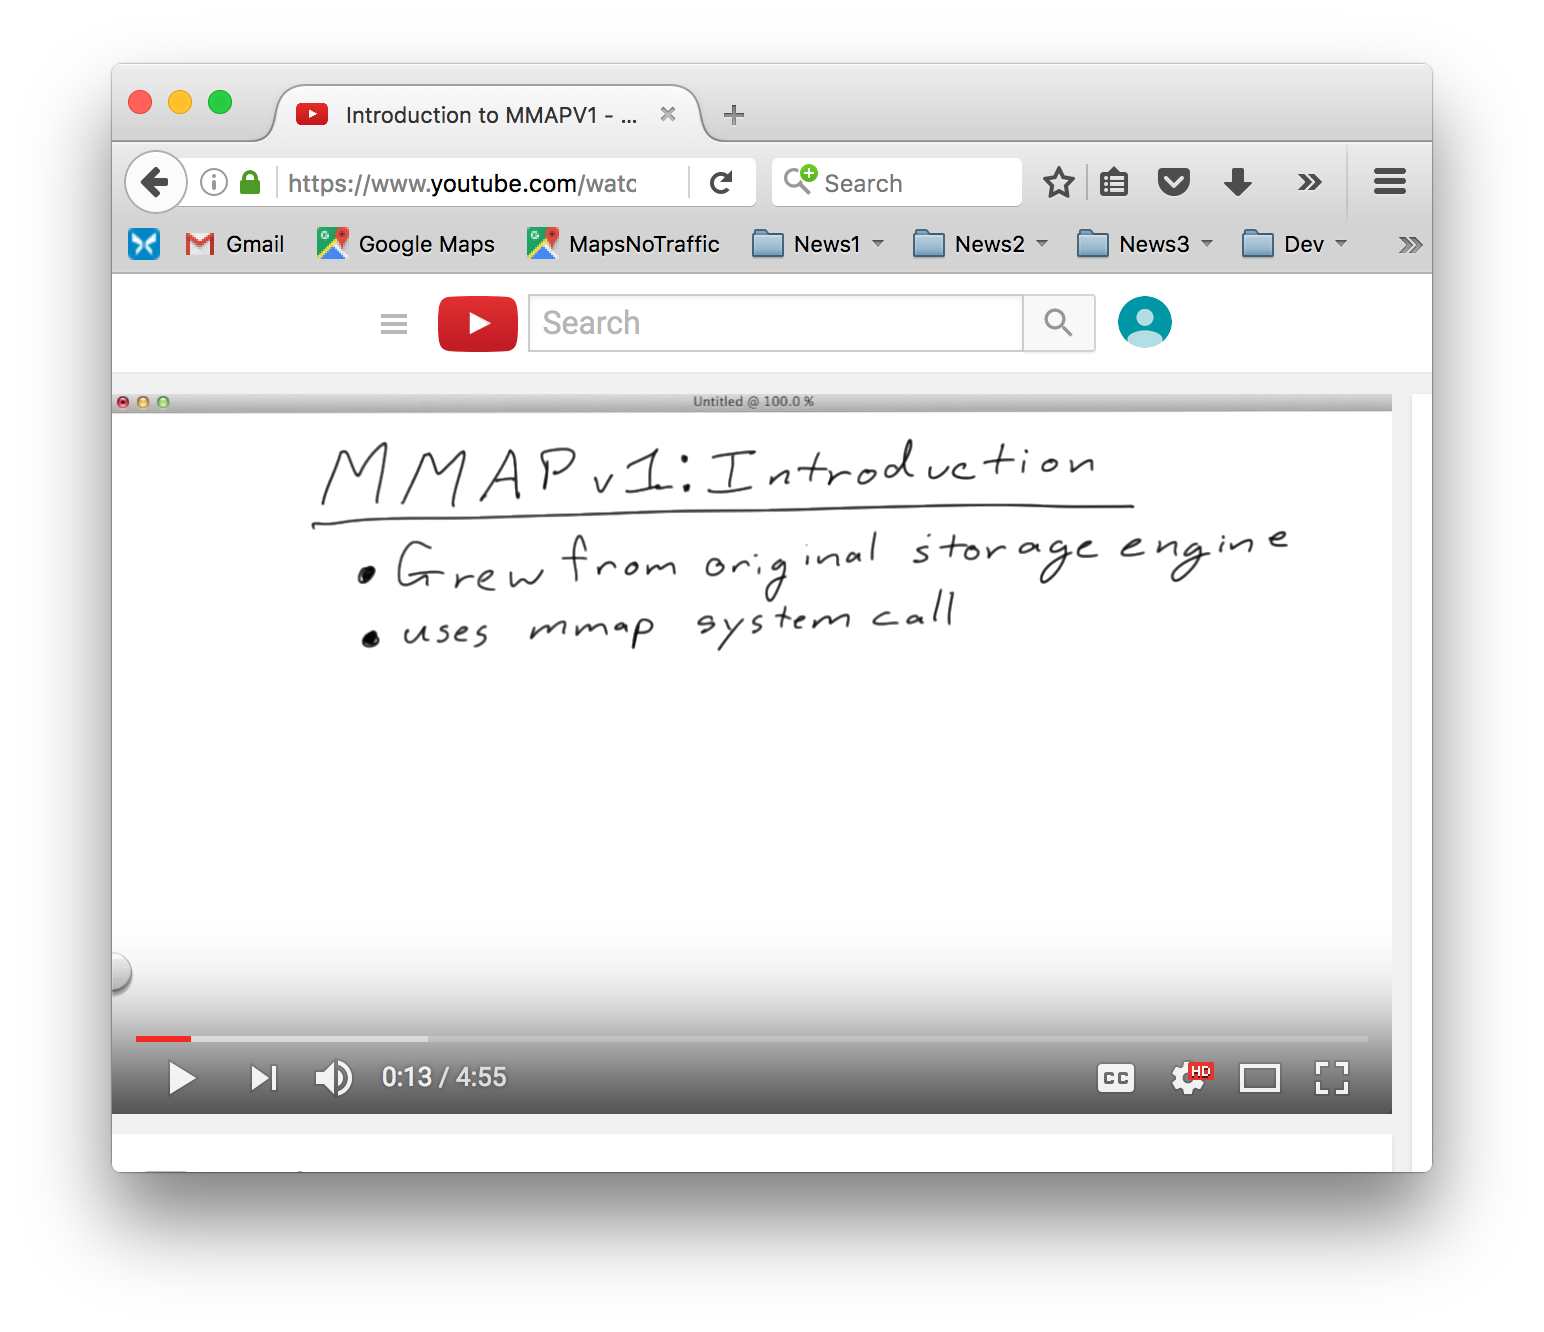 Introduction to MMAPV1 - ...
https://www.youtube.com/watc
Search
Gmail
Google Maps
MapsNoTraffic
News1
News2
News3
Dev
Search
Untitled @ 100.0 %
MMAPv1: Introduction
• Grew from original storage engine
• uses mmap system call
0:13 / 4:55
CC
HD